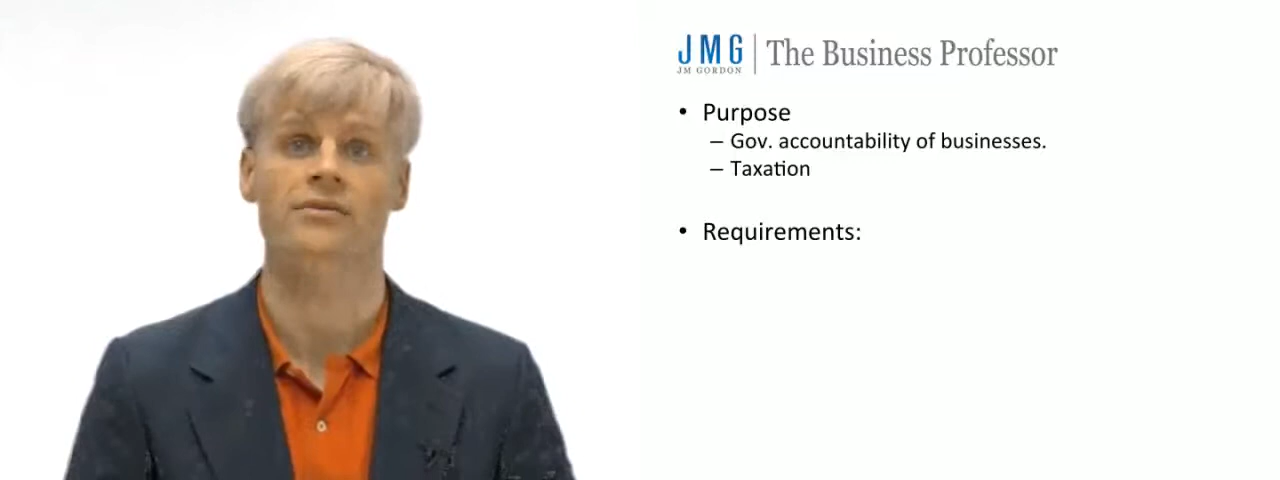 JMG | The Business Professor
JM GORDON
• Purpose
– Gov. accountability of businesses.
– Taxation
• Requirements: